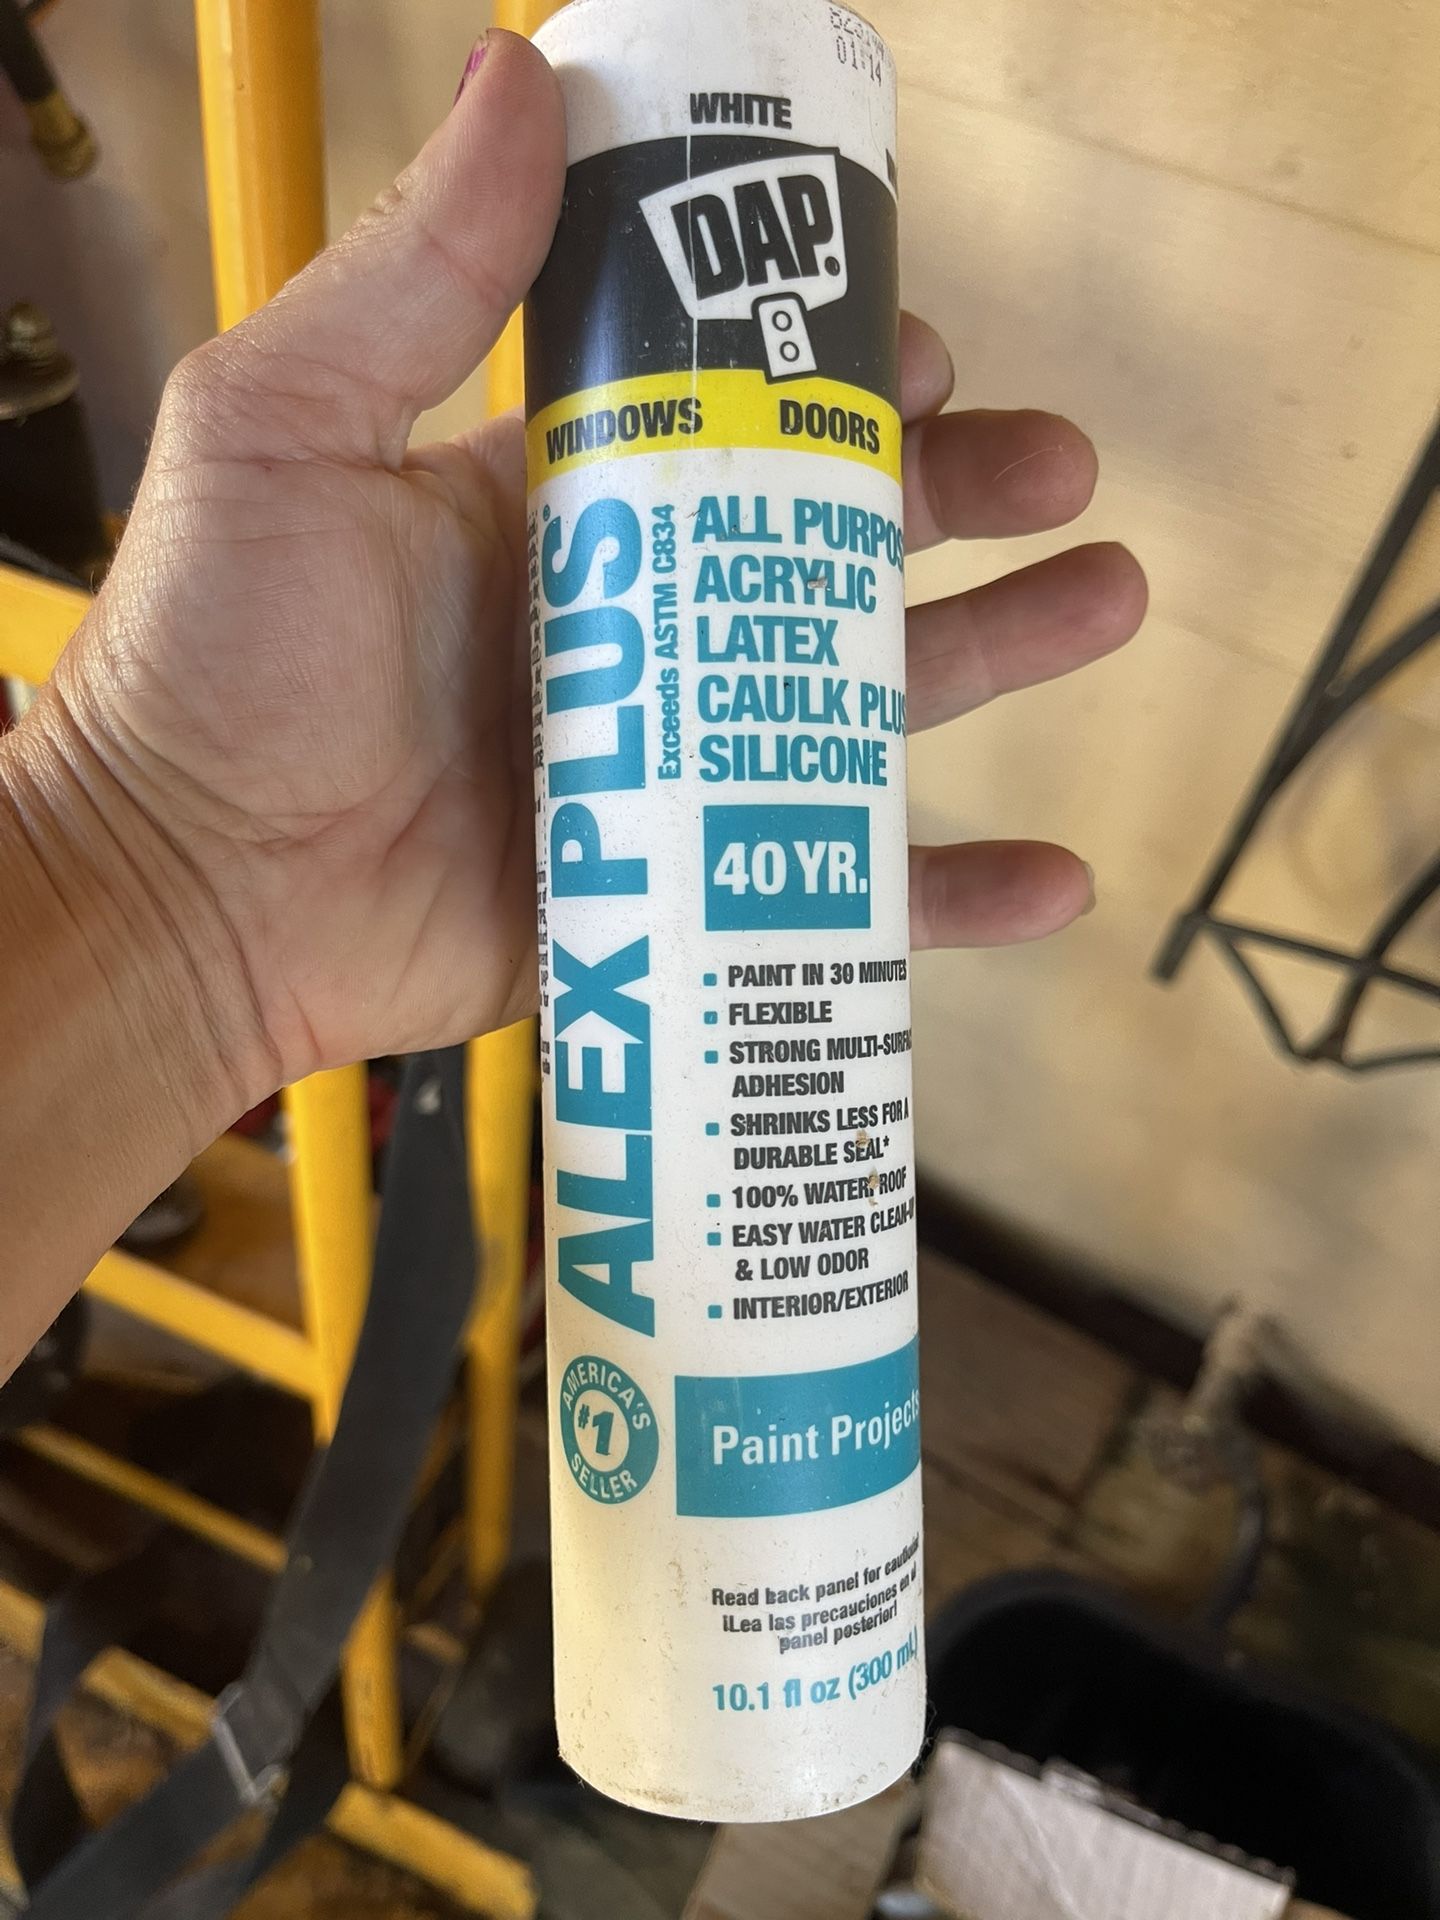 01:14
WHITE
DAP.
WINDOWS DOORS
ALEX PLUS®
Exceeds ASTM C834
ALL PURPOS
ACRYLIC
LATEX
CAULK PLUS
SILICONE
40 YR.
▪ PAINT IN 30 MINUTES
▪ FLEXIBLE
▪ STRONG MULTI-SURFA
ADHESION
▪ SHRINKS LESS FOR A
DURABLE SEAL*
▪ 100% WATERPROOF
▪ EASY WATER CLEAN-U
& LOW ODOR
▪ INTERIOR/EXTERIOR
AMERICA'S
#1
SELLER
Paint Projects
Read back panel for cautions!
¡Lea las precauciones en el
panel posterior!
10.1 fl oz (300 mL)